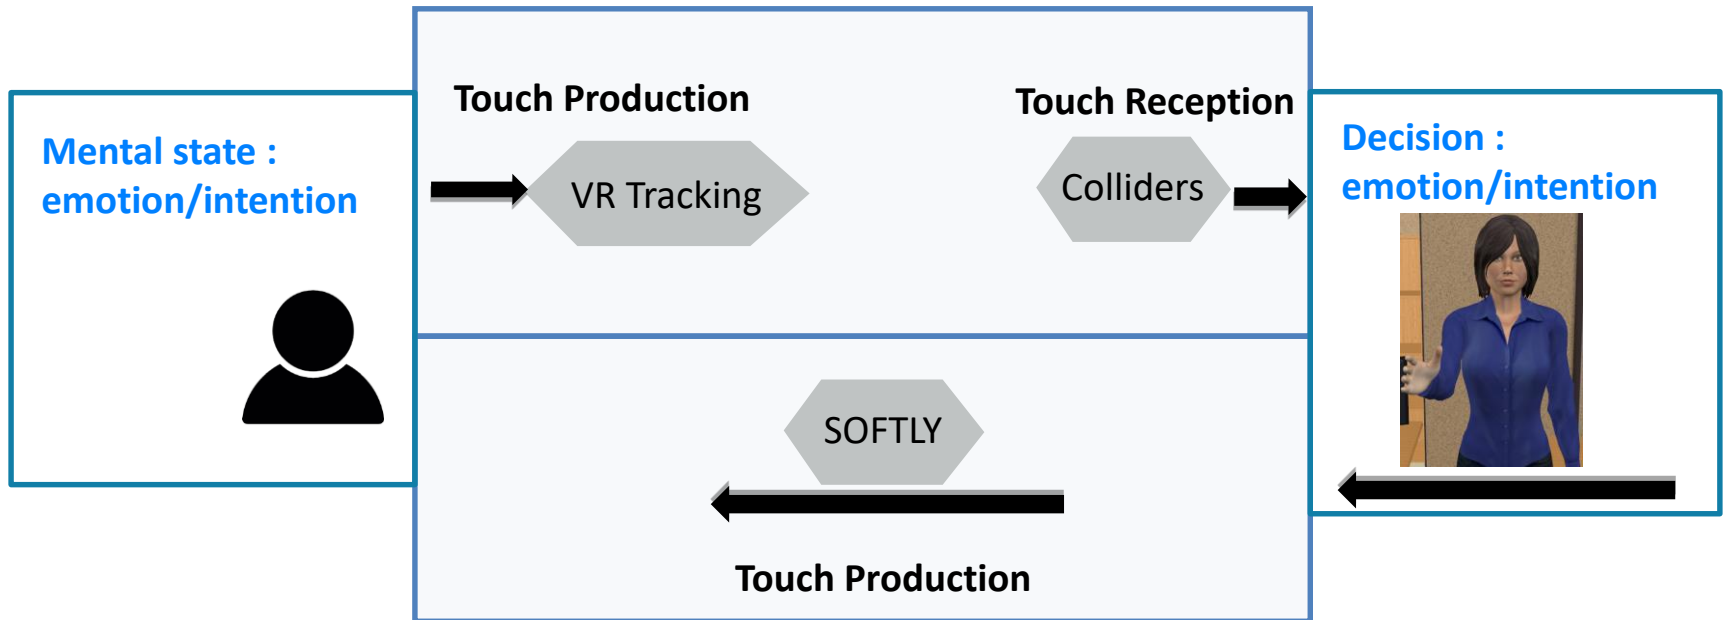 Touch Production
Touch Reception
Mental state :
emotion/intention
VR Tracking
Colliders
Decision :
emotion/intention
SOFTLY
Touch Production